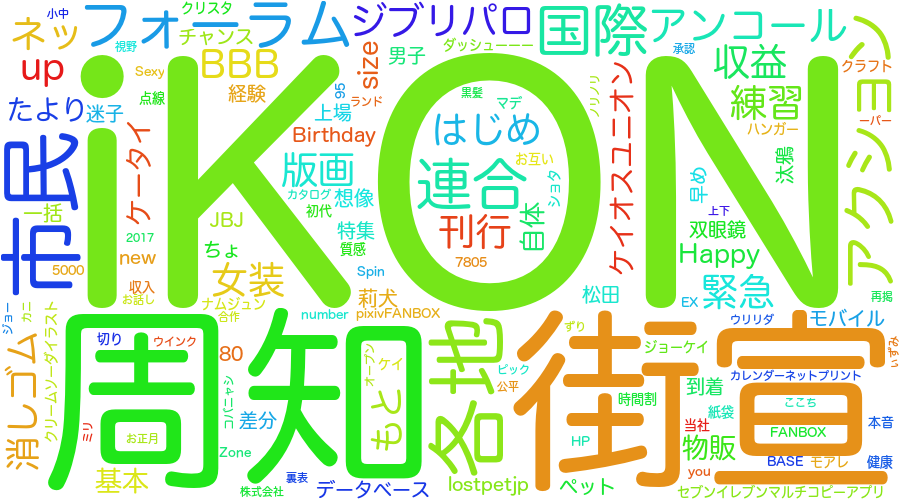 小中
クリスタ
ネッ
視野
フォーラム
チャンス
ジブリパロ
国際
アンコール
承認
ダッシューーー
男子
size
up
Sexy
BBB
経験
収益
クラフト
アクション
たより
迷子
点線
95
上場
ランド
黒髪
マデ
ノリノリ
練習
ーパー
iKON
Birthday
はじめ
ハンガー
市民
ケータイ
版画
お互い
ケイオスユニオン
汰鴉
一括
JBJ
カタログ
想像
連合
ショタ
早め
初代
上下
2017
ちょ
特集
刊行
自体
双眼鏡
new
質感
Happy
5000
女装
Spin
7805
収入
お話し
ナムジュン
莉犬
松田
緊急
EX
再掲
合作
number
pixivFANBOX
ジョー
カニ
ウリリダ
モバイル
消しゴム
クリームソーダイラスト
周知
各地
街宣
切り
ウインク
80
オープン
ケイ
もと
ずり
ジョーケイ
いずみ
ピック
カレンダーネットプリント
コバニャシ
公平
到着
時間割
差分
紙袋
ここち
ミリ
お正月
当社
本音
HP
FANBOX
Zone
物販
基本
裏表
you
BASE
モアレ
健康
株式会社
データベース
lostpetjp
ペット
セブンイレブンマルチコピーアプリ